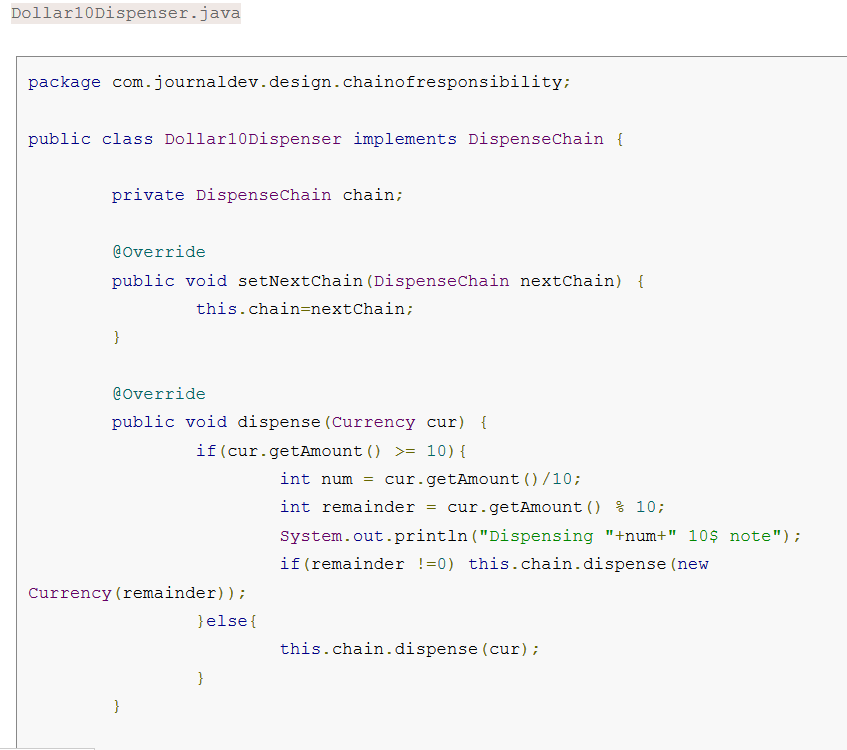 Dollar10Dispenser.java
package com.journaldev.design.chainofresponsibility;
public class Dollar10Dispenser implements DispenseChain {
private DispenseChain chain;
@Override
public void setNextChain(DispenseChain nextChain) {
this.chain=nextChain;
}
@Override
public void dispense(Currency cur) {
if(cur.getAmount() >= 10){
int num = cur.getAmount()/10;
int remainder = cur.getAmount() % 10;
System.out.println("Dispensing "+num+" 10$ note");
if(remainder !=0) this.chain.dispense(new
Currency(remainder));
}else{
this.chain.dispense(cur);
}
}